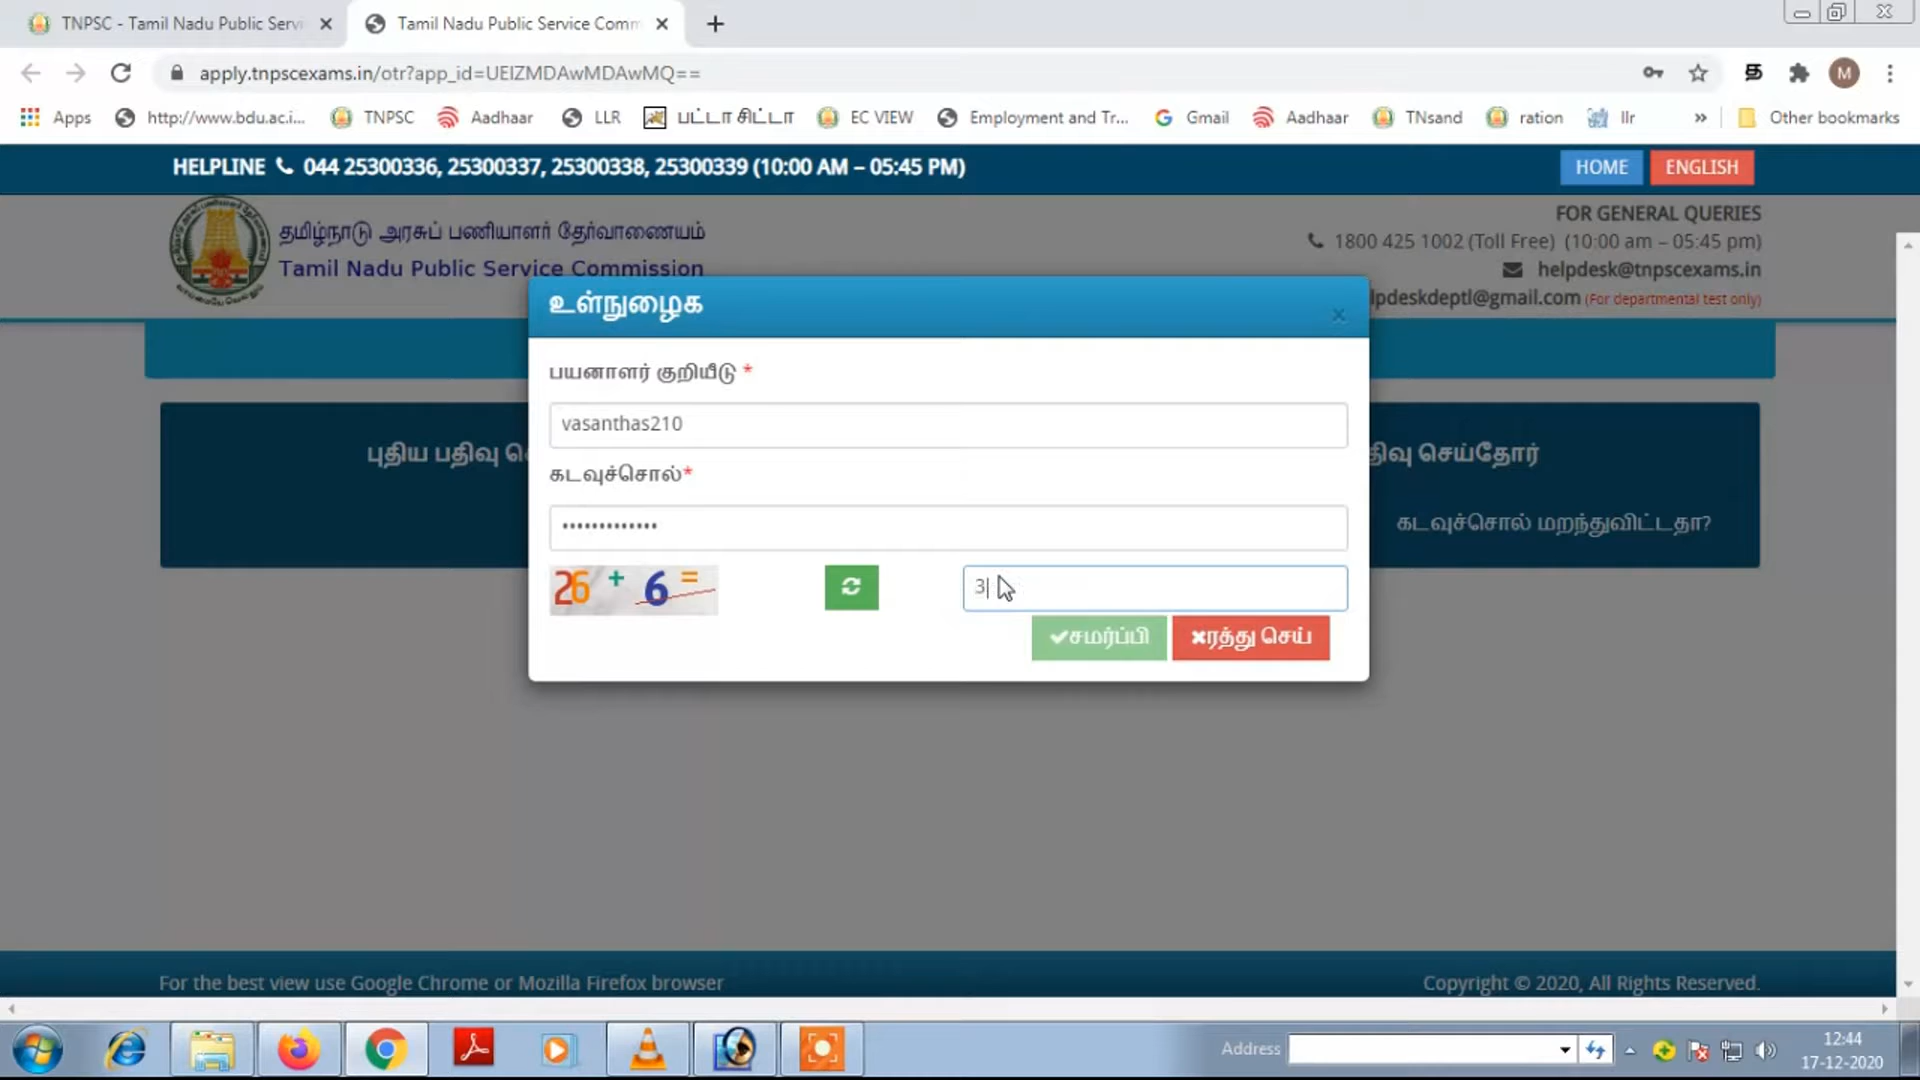 TNPSC - Tamil Nadu Public Servi
Tamil Nadu Public Service Comm
apply.tnpscexams.in/otr?app_id=UEIZMDAwMDAwMQ==
M
Apps http://www.bdu.ac.i... TNPSC Aadhaar LLR பட்டா சிட்டா EC VIEW Employment and Tr... Gmail Aadhaar TNsand ration llr » Other bookmarks
HELPLINE 044 25300336, 25300337, 25300338, 25300339 (10:00 AM – 05:45 PM)
HOME ENGLISH
தமிழ்நாடு அரசுப் பணியாளர் தேர்வாணையம்
Tamil Nadu Public Service Commission
FOR GENERAL QUERIES
1800 425 1002 (Toll Free) (10:00 am – 05:45 pm)
helpdesk@tnpscexams.in
lpdeskdeptl@gmail.com (For departmental test only)
உள்நுழைக
×
பயனாளர் குறியீடு *
vasanthas210
கடவுச்சொல்*
•••••••••••••
26 + 6 =
3
சமர்ப்பி ரத்து செய்
புதிய பதிவு செ
திவு செய்தோர்
கடவுச்சொல் மறந்துவிட்டதா?
For the best view use Google Chrome or Mozilla Firefox browser
Copyright © 2020, All Rights Reserved.
Address
12:44
17-12-2020